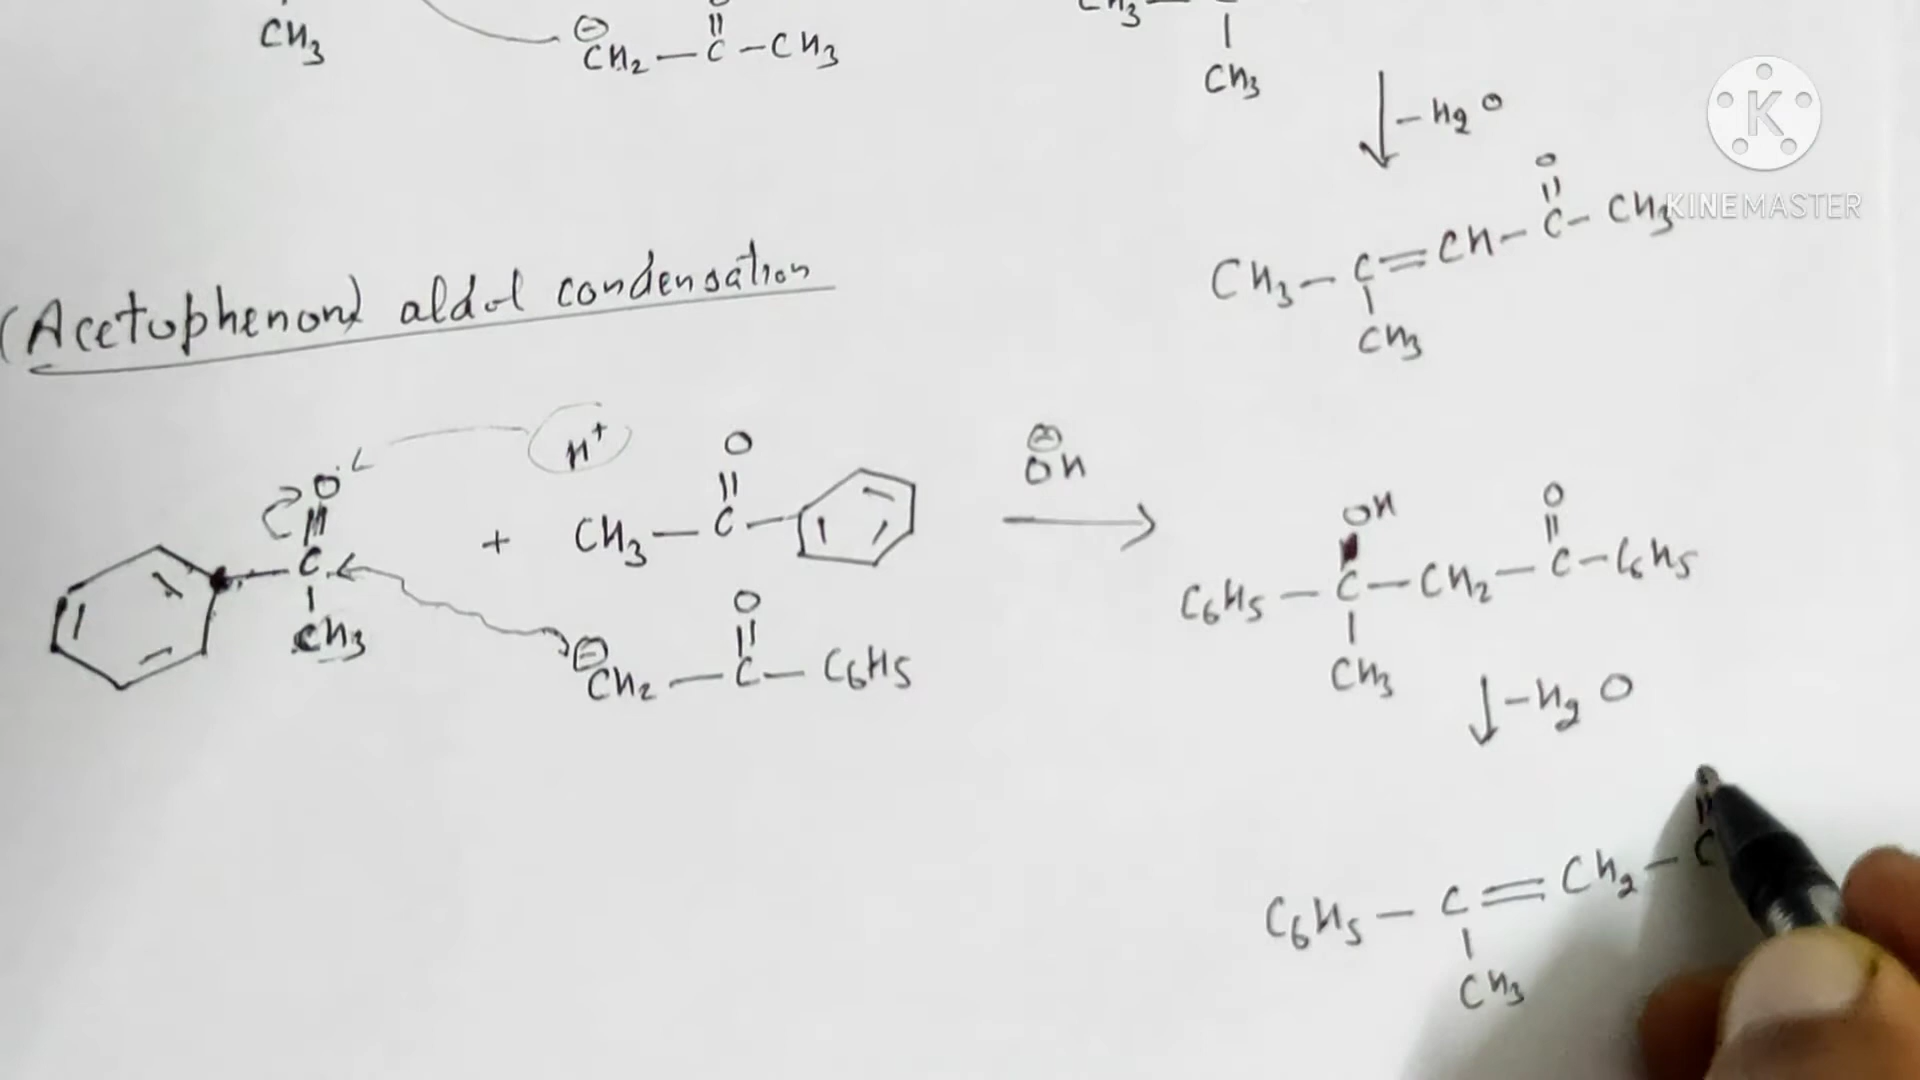 CH3
⊖
CH2 — C — CH3
CH3 —
CH3
↓ - H2O
O
CH3 — C = CH — C - CH3
CH3
K
KINEMASTER
(Acetophenon) aldol condensation
O
H+
O
C
CH3
+ CH3 — C —
⊖
OH
→
O
⊖
CH2 — C — C6H5
OH
O
C6H5 — C — CH2 — C - C6H5
CH3
↓ - H2O
C6H5 — C = CH2 - C
CH3